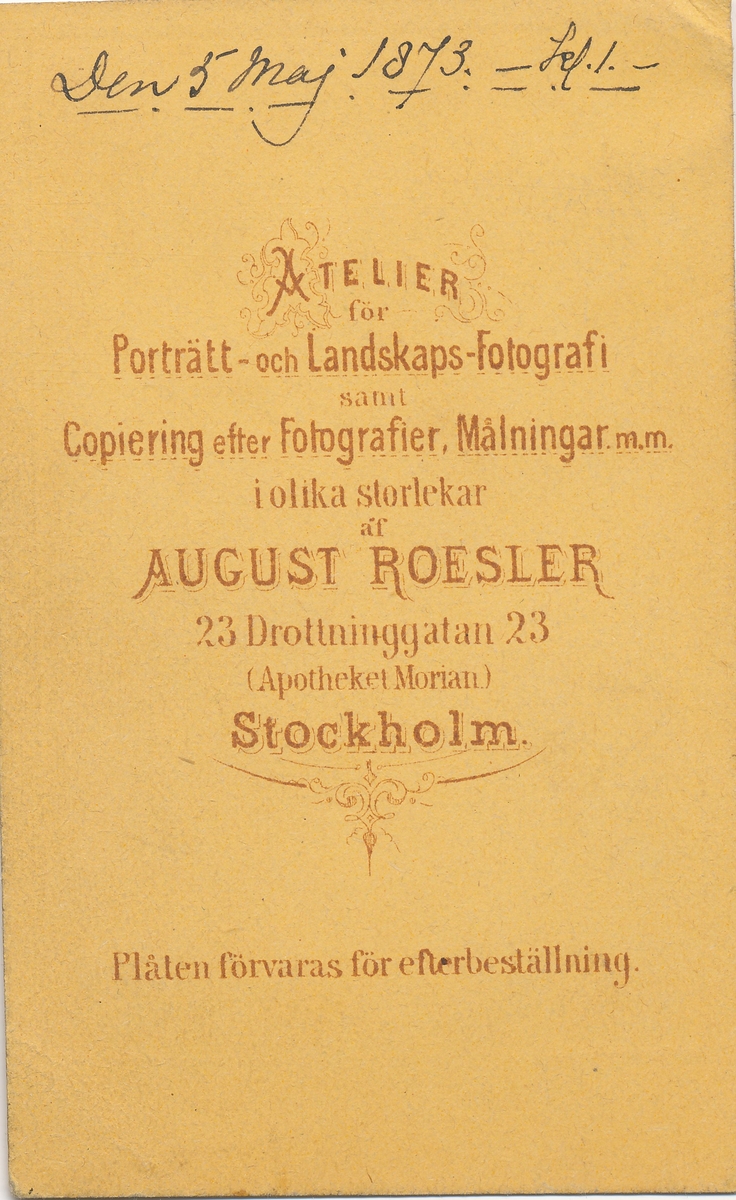 Den 5 Maj 1873. – kl. 1. –
ATELIER
för
Porträtt- och Landskaps-Fotografi
samt
Copiering efter Fotografier, Målningar. m.m.
i olika storlekar
af
AUGUST ROESLER
23 Drottninggatan 23
(Apotheket Morian.)
Stockholm.
Plåten förvaras för efterbeställning.